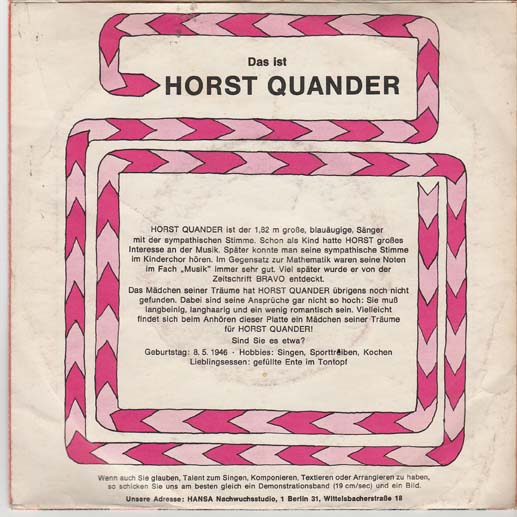 Das ist
HORST QUANDER
HORST QUANDER ist der 1,82 m große, blauäugige, Sänger
mit der sympathischen Stimme. Schon als Kind hatte HORST großes
Interesse an der Musik. Später konnte man seine sympathische Stimme
im Kinderchor hören. Im Gegensatz zur Mathematik waren seine Noten
im Fach „Musik" immer sehr gut. Viel später wurde er von der
Zeitschrift BRAVO entdeckt.
Das Mädchen seiner Träume hat HORST QUANDER übrigens noch nicht
gefunden. Dabei sind seine Ansprüche gar nicht so hoch: Sie muß
langbeinig, langhaarig und ein wenig romantisch sein. Vielleicht
findet sich beim Anhören dieser Platte ein Mädchen seiner Träume
für HORST QUANDER!
Sind Sie es etwa?
Geburtstag: 8. 5. 1946 · Hobbies: Singen, Sporttreiben, Kochen
Lieblingsessen: gefüllte Ente im Tontopf
Wenn auch Sie glauben, Talent zum Singen, Komponieren, Textieren oder Arrangieren zu haben,
so schicken Sie uns am besten gleich ein Demonstrationsband (19 cm/sec) und ein Bild.
Unsere Adresse: HANSA Nachwuchsstudio, 1 Berlin 31, Wittelsbacherstraße 18